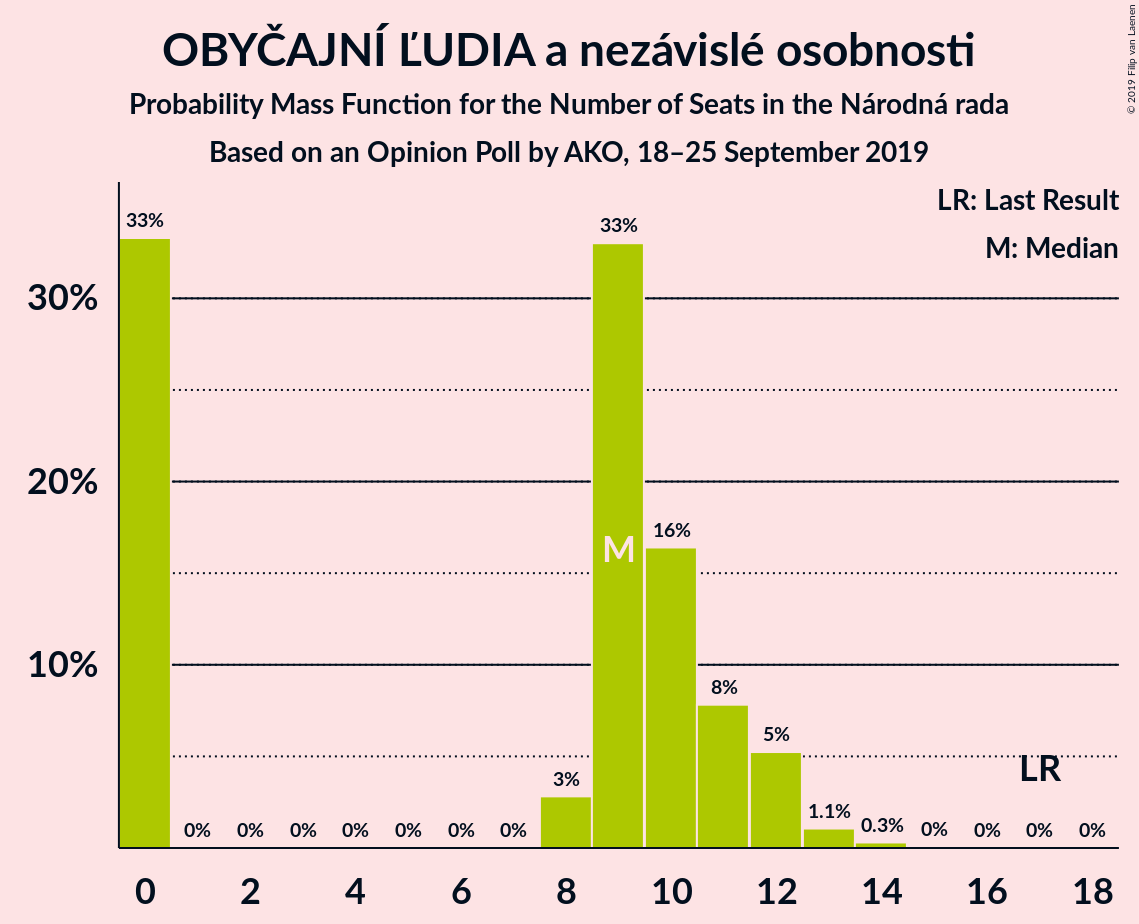 OBYČAJNÍ ĽUDIA a nezávislé osobnosti
Probability Mass Function for the Number of Seats in the Národná rada
Based on an Opinion Poll by AKO, 18–25 September 2019
© 2019 Filip van Laenen
LR: Last Result
M: Median
30%
20%
10%
33%
0%
0%
0%
0%
0%
0%
0%
3%
33%
16%
8%
5%
1.1%
0.3%
0%
0%
0%
0%
M
LR
0 2 4 6 8 10 12 14 16 18